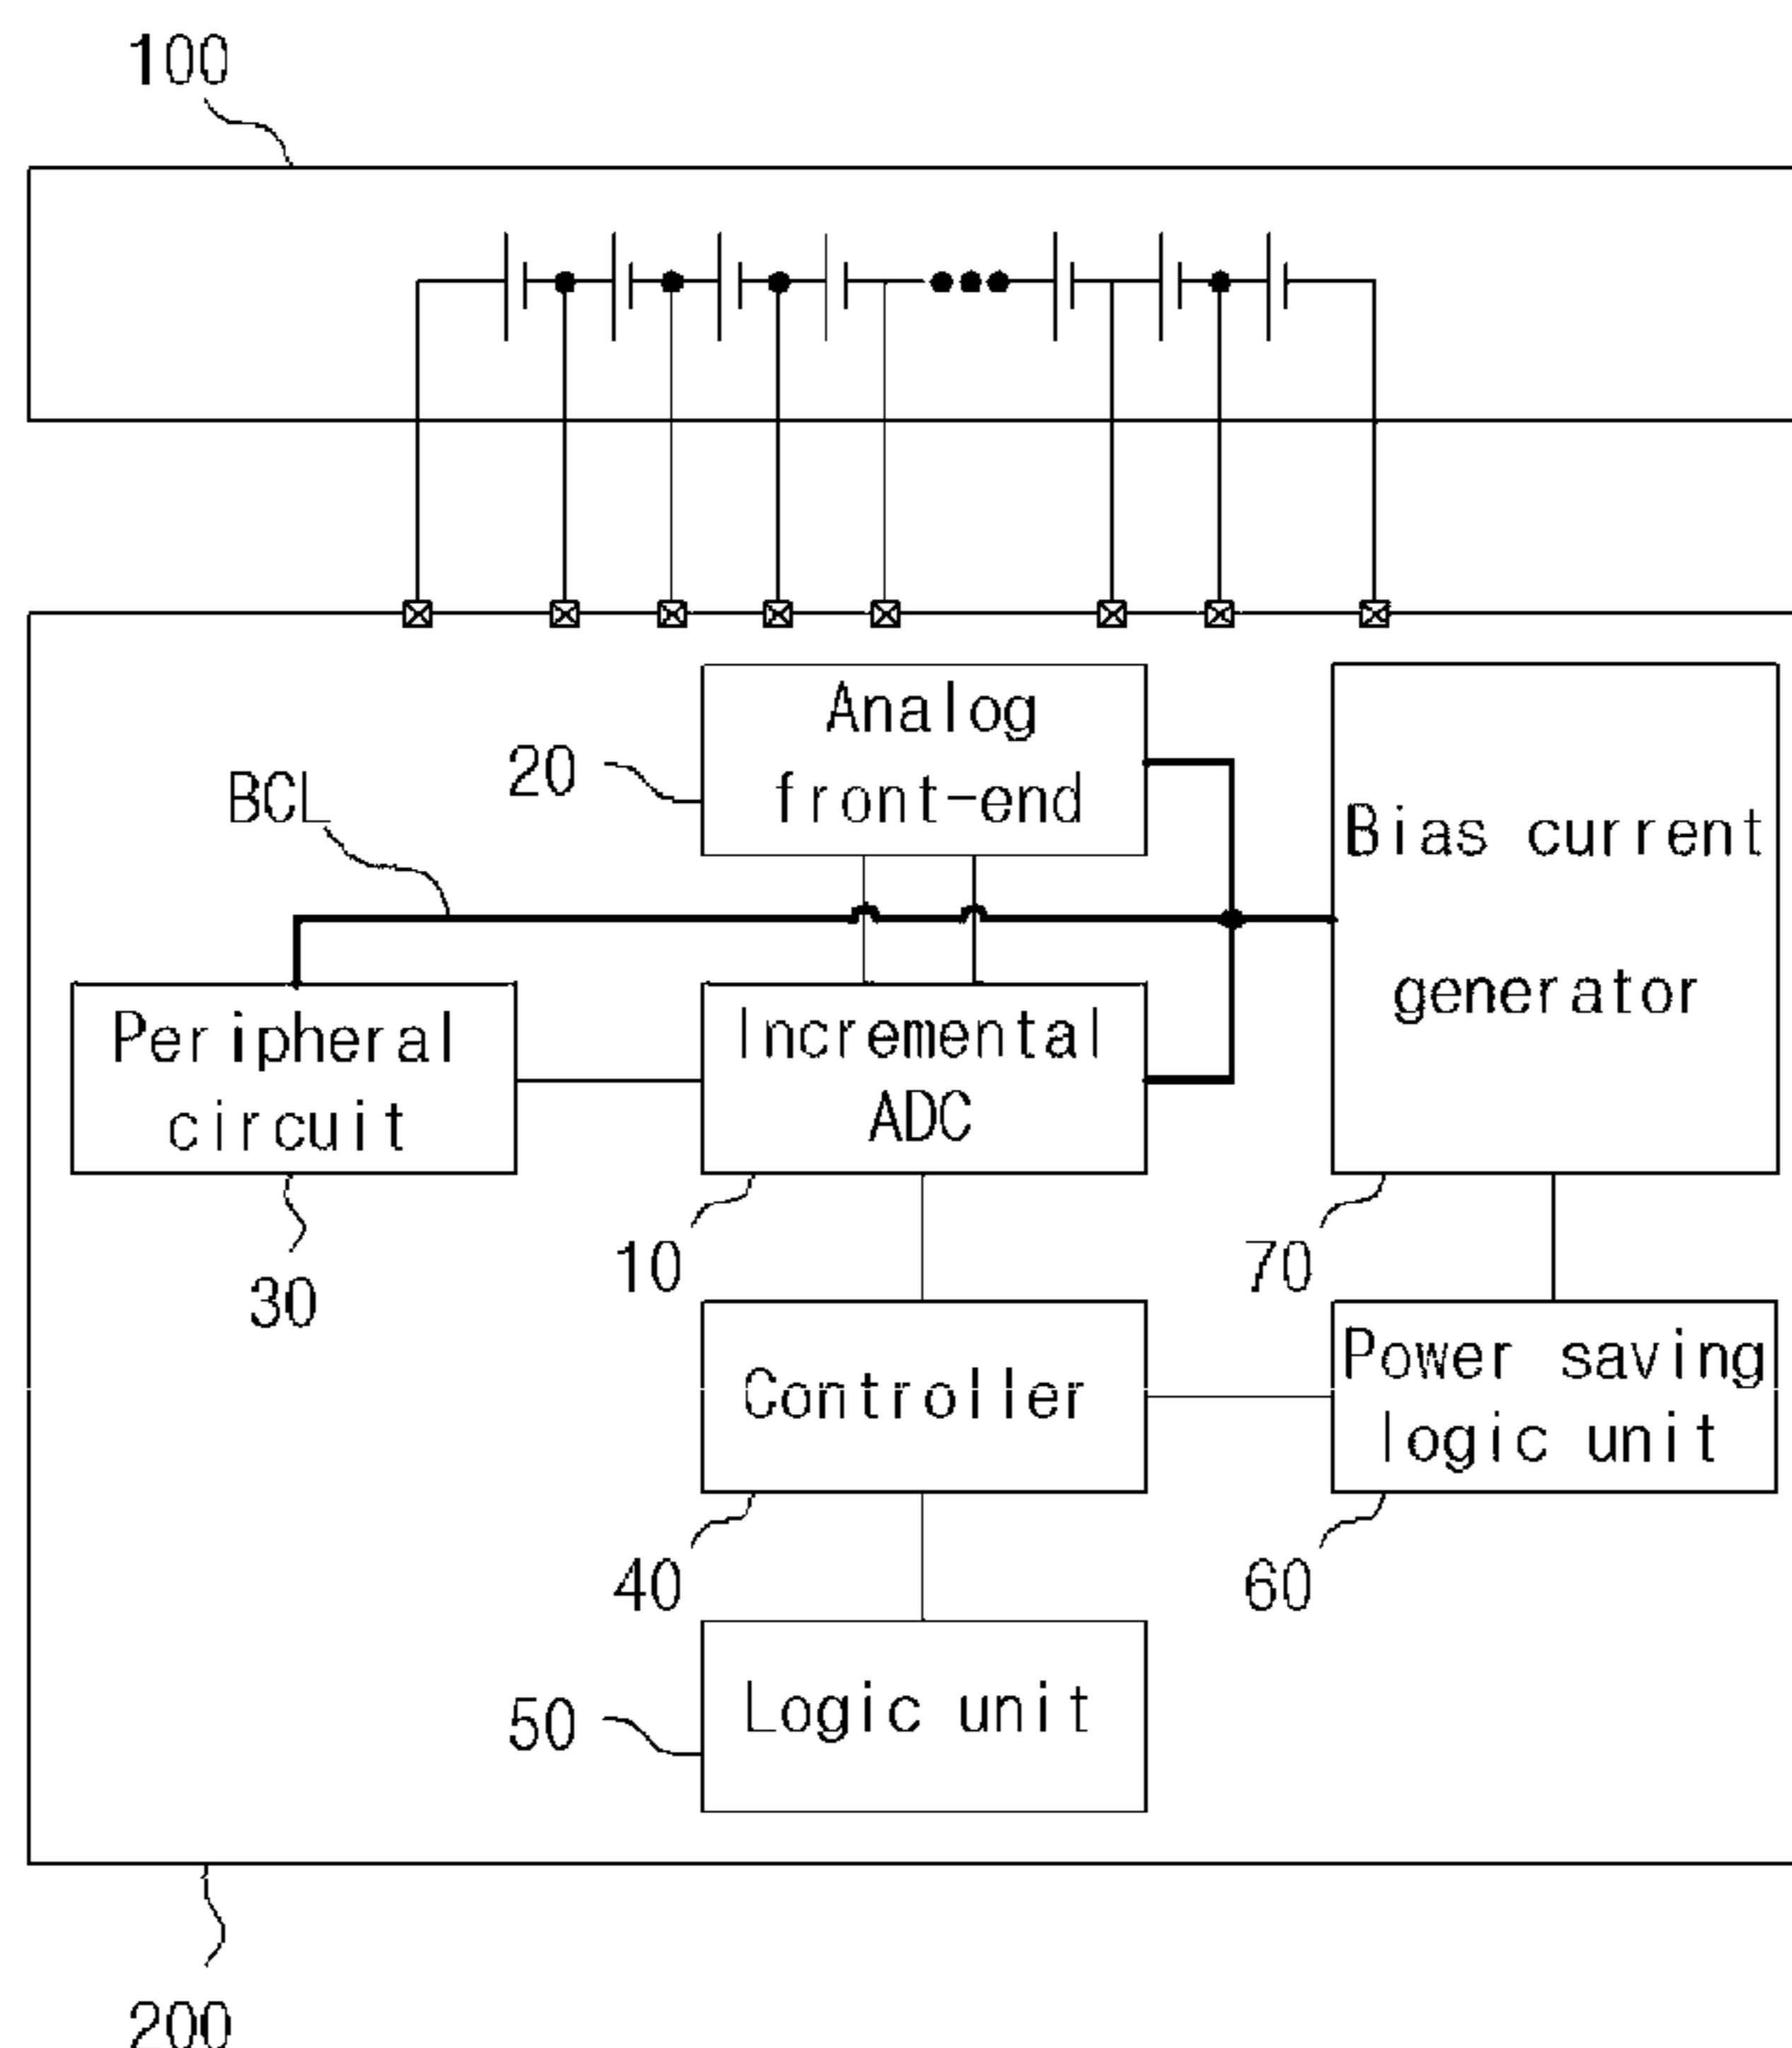 100
Analog
front-end
20
BCL
Bias current
generator
Peripheral
circuit
Incremental
ADC
30
10
70
Controller
Power saving
logic unit
40
60
Logic unit
50
200